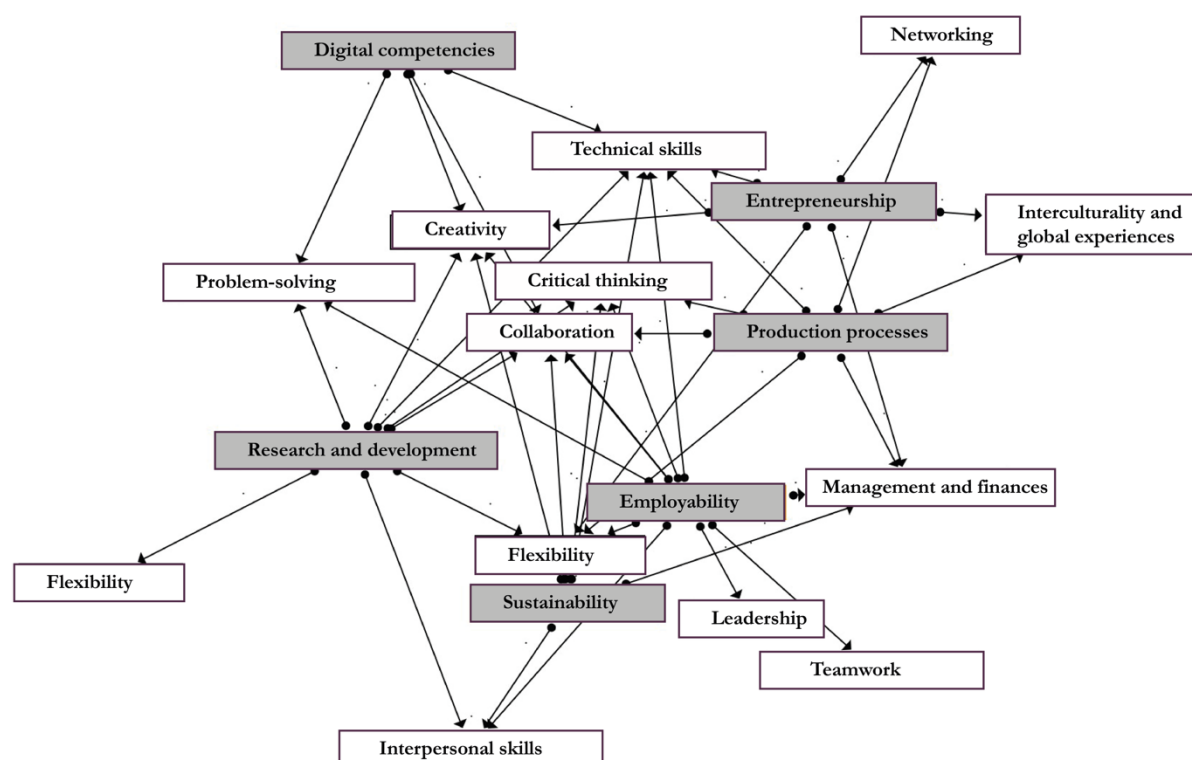 Networking
Digital competencies
Technical skills
Entrepreneurship
Interculturality and
global experiences
Creativity
Critical thinking
Problem-solving
Collaboration
Production processes
Research and development
Management and finances
Employability
Flexibility
Flexibility
Sustainability
Leadership
Teamwork
Interpersonal skills